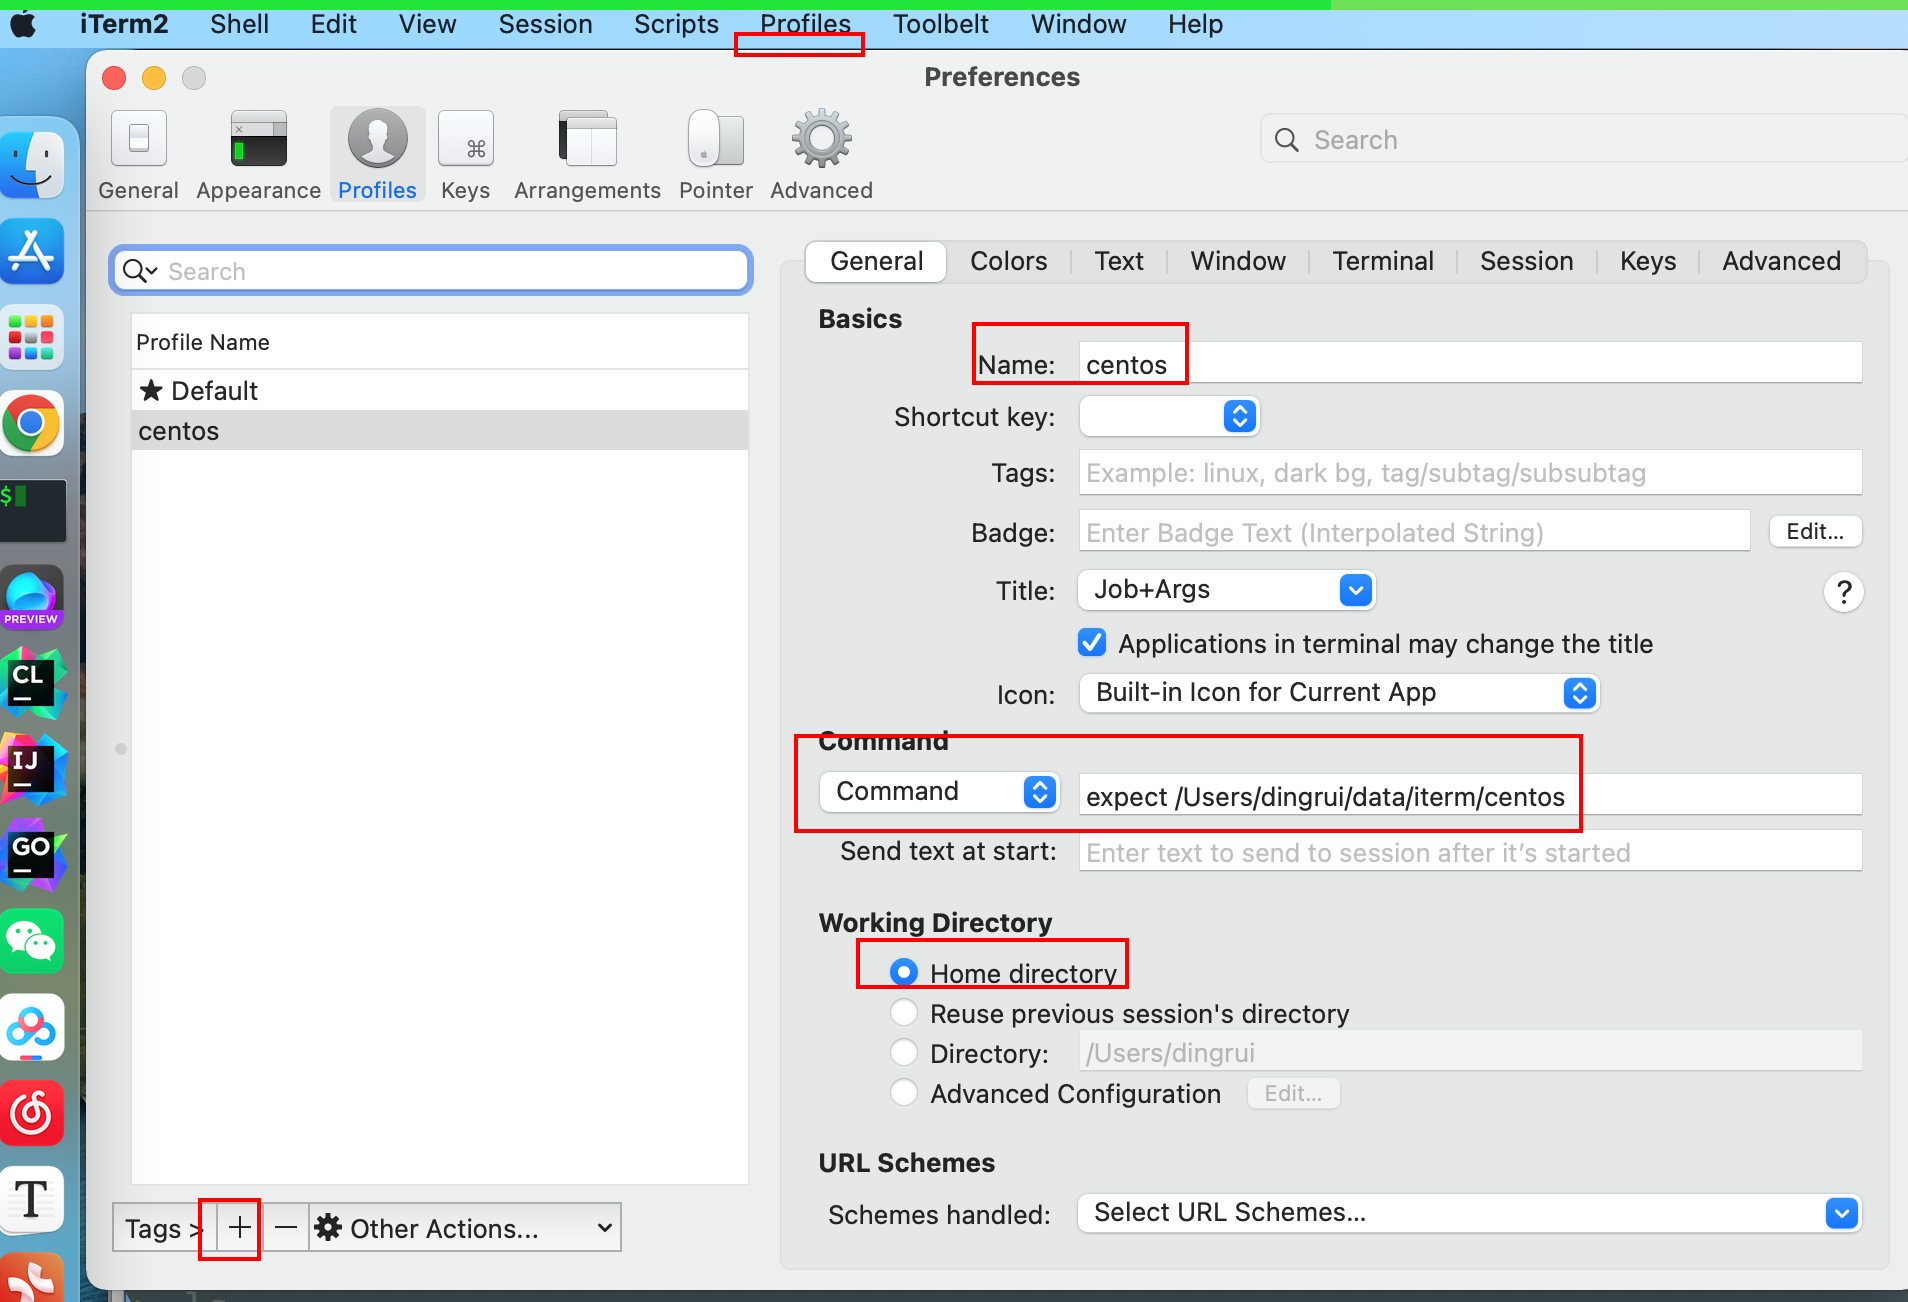 iTerm2 Shell Edit View Session Scripts Profiles Toolbelt Window Help
Preferences
General Appearance Profiles Keys Arrangements Pointer Advanced
Search
Search
Profile Name
★ Default
centos
General Colors Text Window Terminal Session Keys Advanced
Basics
Name: centos
Shortcut key:
Tags: Example: linux, dark bg, tag/subtag/subsubtag
Badge: Enter Badge Text (Interpolated String) Edit...
Title: Job+Args ?
Applications in terminal may change the title
Icon: Built-in Icon for Current App
Command
Command expect /Users/dingrui/data/iterm/centos
Send text at start: Enter text to send to session after it's started
Working Directory
Home directory
Reuse previous session's directory
Directory: /Users/dingrui
Advanced Configuration Edit...
URL Schemes
Schemes handled: Select URL Schemes...
Tags > + − Other Actions...
$
PREVIEW
CL
IJ
GO
T